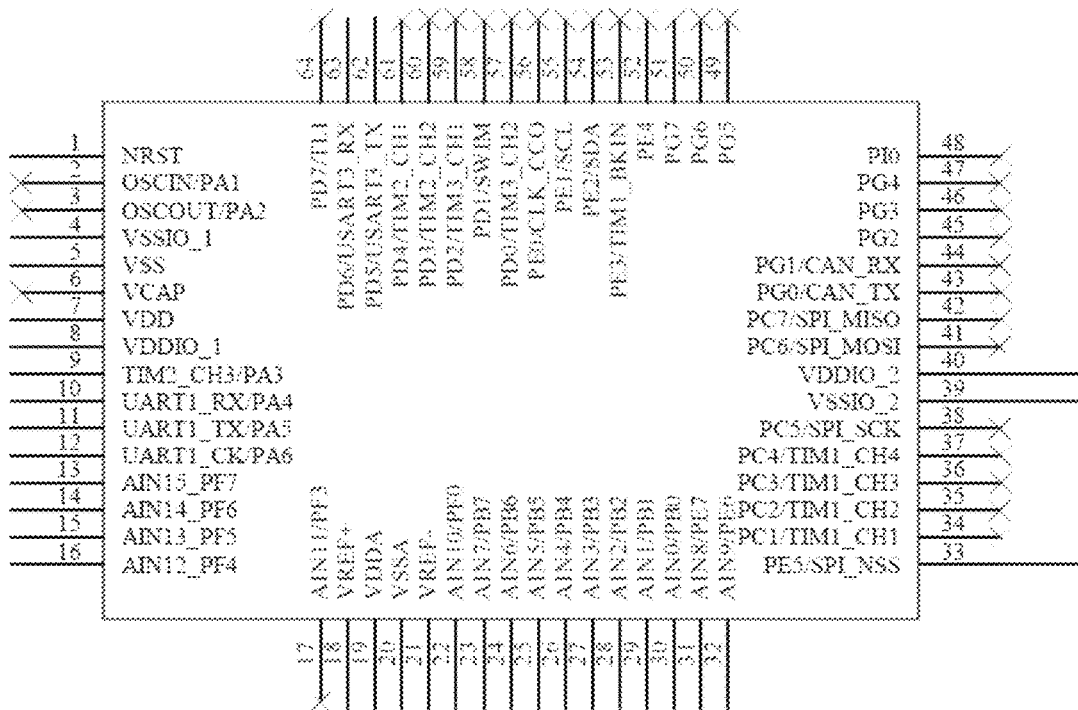 64
63
62
61
60
59
58
57
56
55
54
53
52
51
50
49
PD7/TLI
PD6/USART3_RX
PD5/USART3_TX
PD4/TIM2_CH1
PD3/TIM2_CH2
PD2/TIM3_CH1
PD1/SWIM
PD0/TIM3_CH2
PE0/CLK_CCO
PE1/SCL
PE2/SDA
PE3/TIM1_BKIN
PE4
PG7
PG6
PG5
1 NRST
2 OSCIN/PA1
3 OSCOUT/PA2
4 VSSIO_1
5 VSS
6 VCAP
7 VDD
8 VDDIO_1
9 TIM2_CH3/PA3
10 UART1_RX/PA4
11 UART1_TX/PA5
12 UART1_CK/PA6
13 AIN15_PF7
14 AIN14_PF6
15 AIN13_PF5
16 AIN12_PF4
PI0 48
PG4 47
PG3 46
PG2 45
PG1/CAN_RX 44
PG0/CAN_TX 43
PC7/SPI_MISO 42
PC6/SPI_MOSI 41
VDDIO_2 40
VSSIO_2 39
PC5/SPI_SCK 38
PC4/TIM1_CH4 37
PC3/TIM1_CH3 36
PC2/TIM1_CH2 35
PC1/TIM1_CH1 34
PE5/SPI_NSS 33
AIN11/PF3
VREF+
VDDA
VSSA
VREF-
AIN10/PF0
AIN7/PB7
AIN6/PB6
AIN5/PB5
AIN4/PB4
AIN3/PB3
AIN2/PB2
AIN1/PB1
AIN0/PB0
AIN8/PE7
AIN9/PE6
17
18
19
20
21
22
23
24
25
26
27
28
29
30
31
32